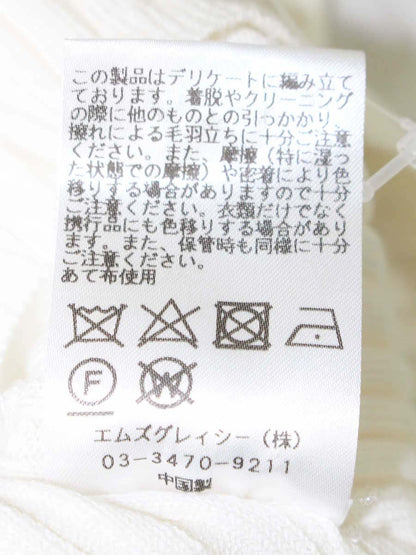 この製品はデリケートに編み立て
ております。着脱やクリーニング
の際に他のものとの引っかかり、
擦れによる毛羽立ちに十分ご注意
ください。また、摩擦（特に湿っ
た状態での摩擦）や密着により色
移りする場合がありますので十分
ご注意ください。衣類だけでなく
携行品にも色移りする場合があり
ます。また、保管時も同様に十分
ご注意ください。
あて布使用
F W
エムズグレイシー（株）
03-3470-9211
中国製